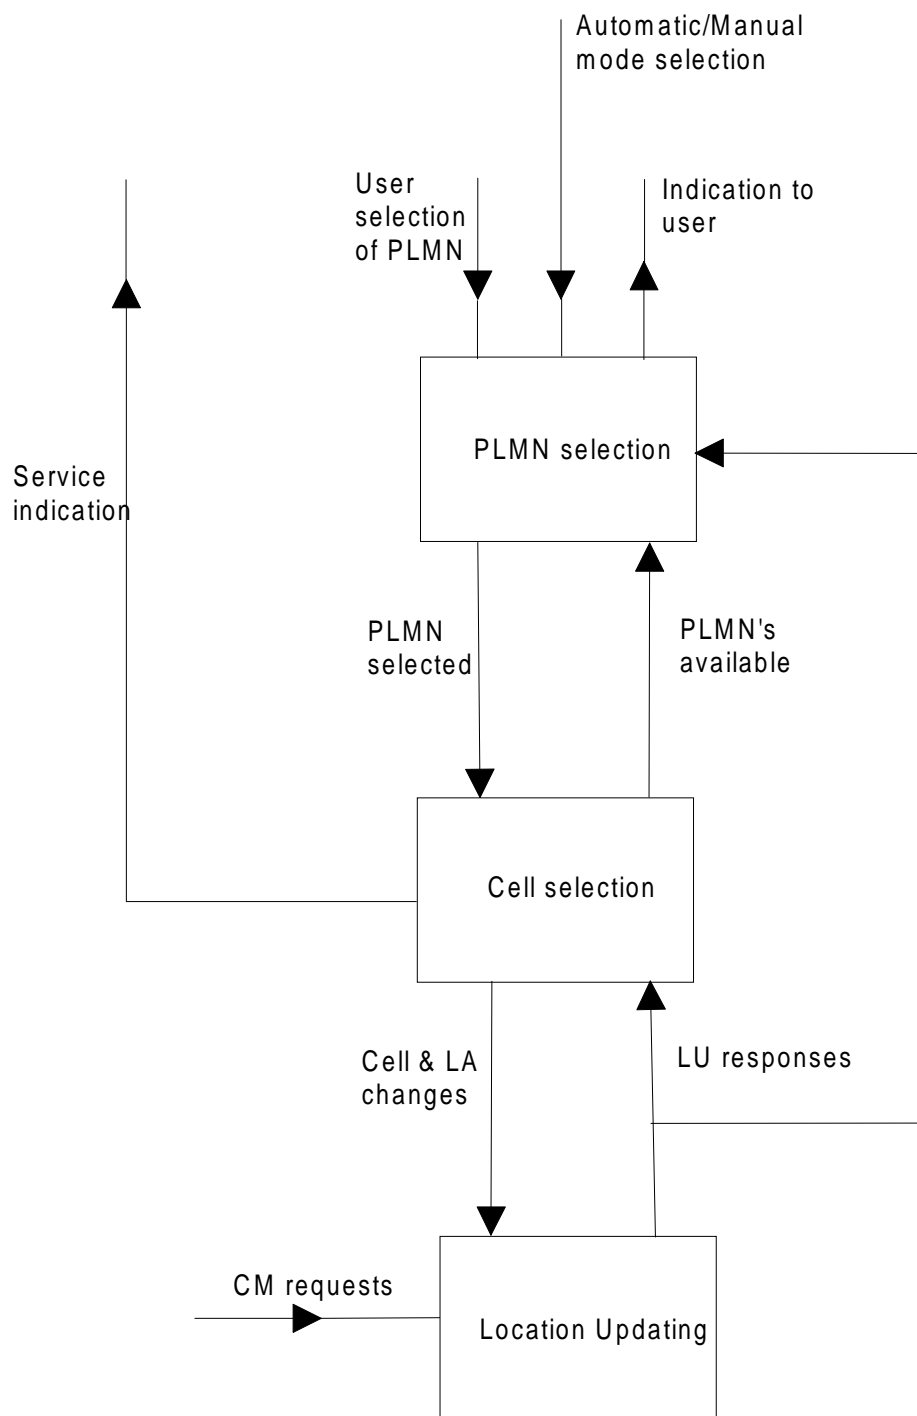 Automatic/Manual
mode selection
User
selection
of PLMN
Indication to
user
PLMN selection
Service
indication
PLMN
selected
PLMN's
available
Cell selection
Cell & LA
changes
LU responses
CM requests
Location Updating